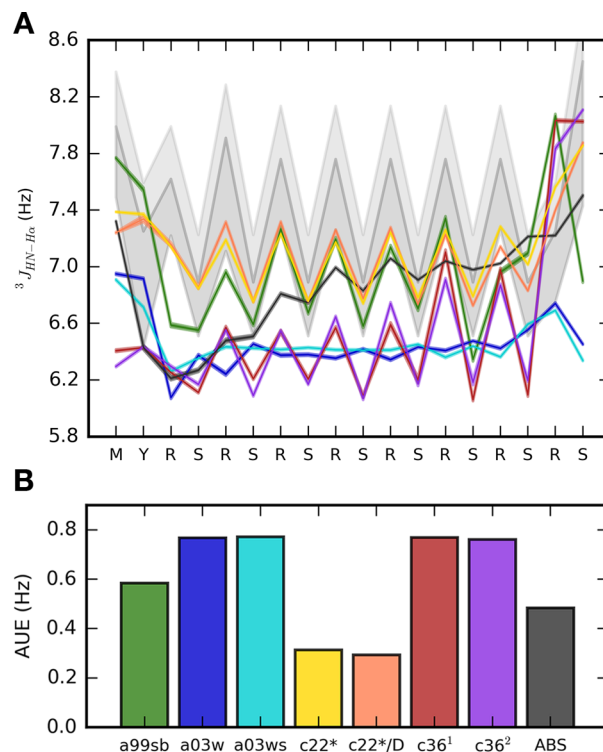 A
8.6
8.2
7.8
7.4
7.0
6.6
6.2
5.8
³ J_HN−Hα (Hz)
M Y R S R S R S R S R S R S R S R S
B
0.8
0.6
0.4
0.2
0.0
AUE (Hz)
a99sb a03w a03ws c22* c22*/D c36¹ c36² ABS